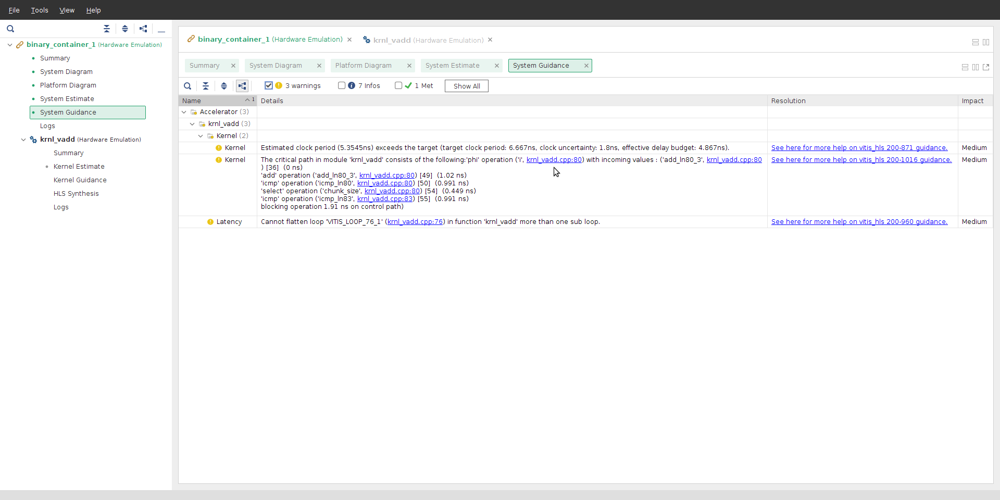 File Tools View Help
binary_container_1 (Hardware Emulation)
Summary
System Diagram
Platform Diagram
System Estimate
System Guidance
Logs
krnl_vadd (Hardware Emulation)
Summary
Kernel Estimate
Kernel Guidance
HLS Synthesis
Logs
binary_container_1 (Hardware Emulation) krnl_vadd (Hardware Emulation)
Summary System Diagram Platform Diagram System Estimate System Guidance
3 warnings 7 Infos 1 Met Show All
Name 1 Details Resolution Impact
Accelerator (3)
krnl_vadd (3)
Kernel (2)
Kernel Estimated clock period (5.3545ns) exceeds the target (target clock period: 6.667ns, clock uncertainty: 1.8ns, effective delay budget: 4.867ns). See here for more help on vitis_hls 200-871 guidance. Medium
Kernel The critical path in module 'krnl_vadd' consists of the following:'phi' operation ('i', krnl_vadd.cpp:80) with incoming values : ('add_ln80_3', krnl_vadd.cpp:80 See here for more help on vitis_hls 200-1016 guidance. Medium
) [36] (0 ns)
'add' operation ('add_ln80_3', krnl_vadd.cpp:80) [49] (1.02 ns)
'icmp' operation ('icmp_ln80', krnl_vadd.cpp:80) [50] (0.991 ns)
'select' operation ('chunk_size', krnl_vadd.cpp:80) [54] (0.449 ns)
'icmp' operation ('icmp_ln83', krnl_vadd.cpp:83) [55] (0.991 ns)
blocking operation 1.91 ns on control path)
Latency Cannot flatten loop 'VITIS_LOOP_76_1' (krnl_vadd.cpp:76) in function 'krnl_vadd' more than one sub loop. See here for more help on vitis_hls 200-960 guidance. Medium